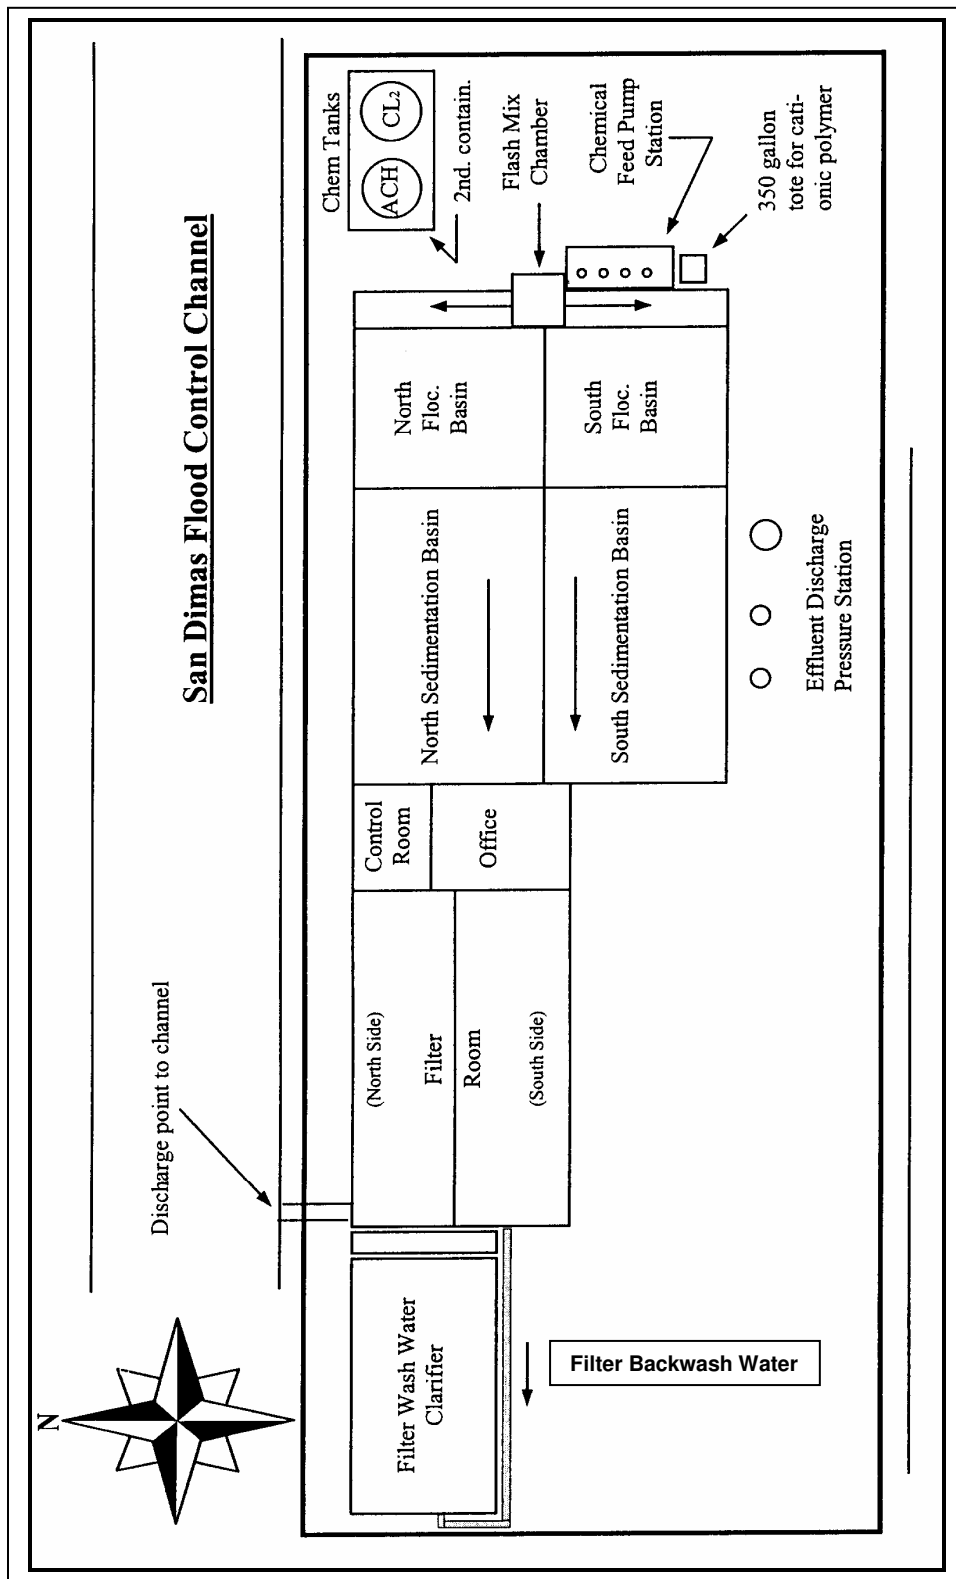 San Dimas Flood Control Channel
N
Discharge point to channel
Chem Tanks
ACH
CL2
2nd. contain.
Flash Mix
Chamber
Chemical
Feed Pump
Station
350 gallon
tote for cati-
onic polymer
North
Floc.
Basin
South
Floc.
Basin
North Sedimentation Basin
South Sedimentation Basin
Effluent Discharge
Pressure Station
Control
Room
Office
(North Side)
Filter
Room
(South Side)
Filter Wash Water
Clarifier
Filter Backwash Water